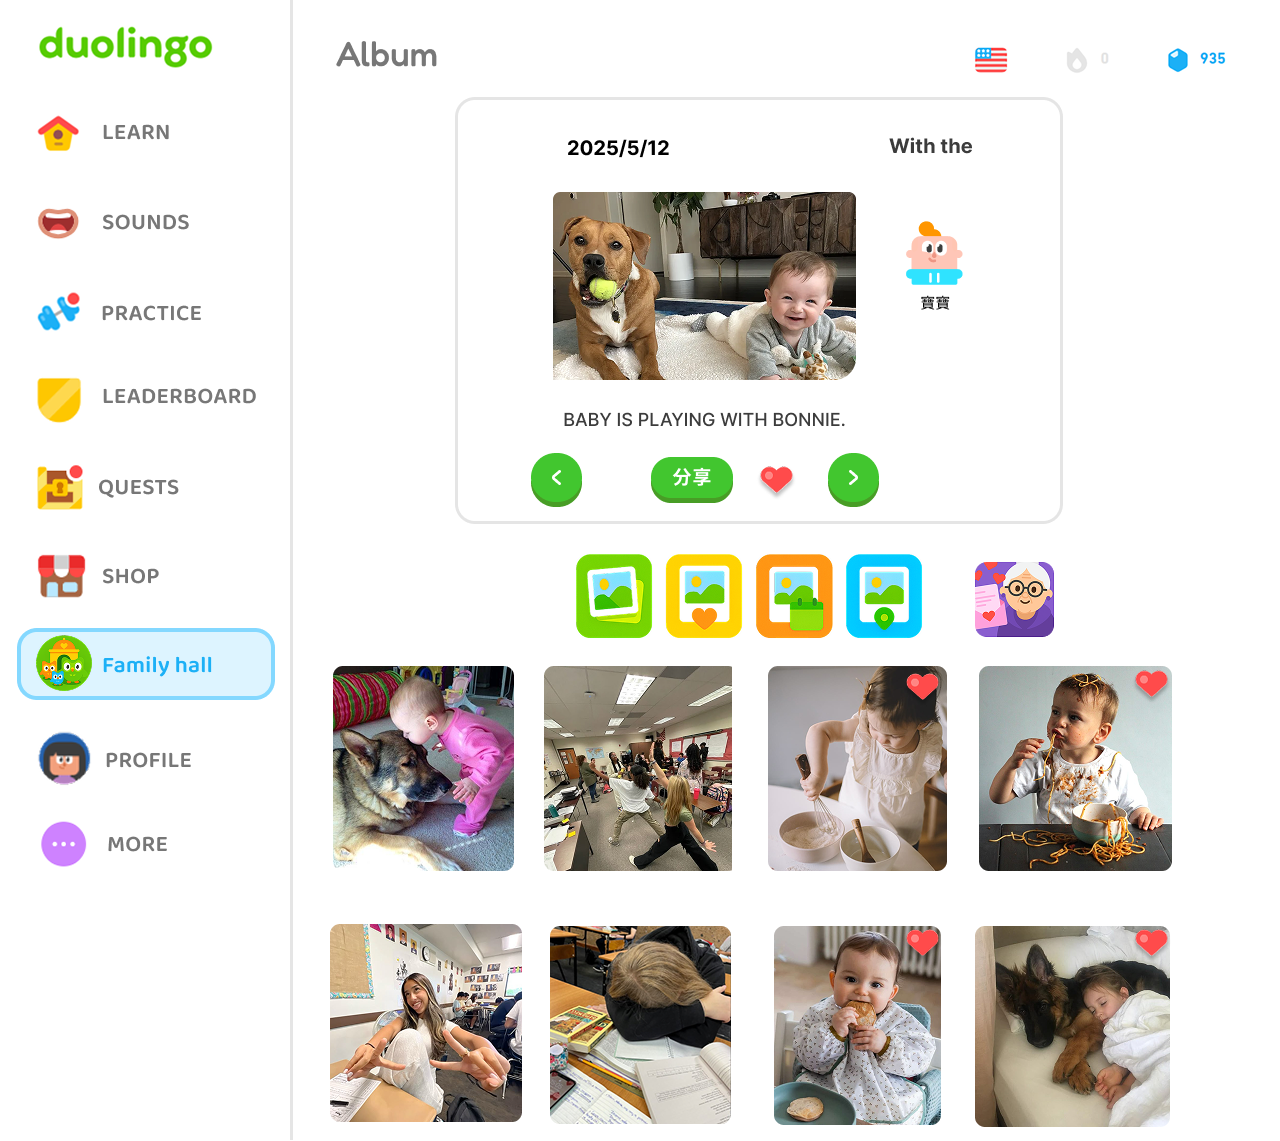 duolingo
Album
0
935
LEARN
SOUNDS
PRACTICE
LEADERBOARD
QUESTS
SHOP
Family hall
PROFILE
MORE
2025/5/12
With the
寶寶
BABY IS PLAYING WITH BONNIE.
分享